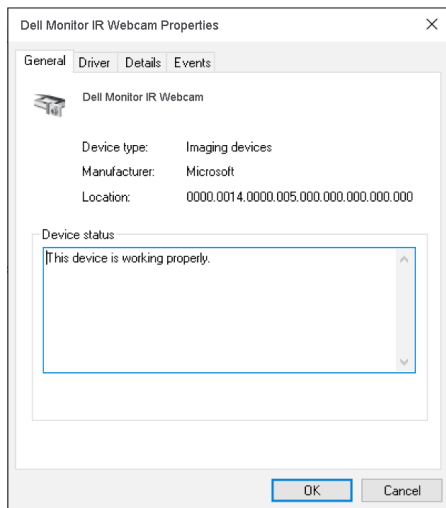 Dell Monitor IR Webcam Properties
General Driver Details Events
Dell Monitor IR Webcam
Device type: Imaging devices
Manufacturer: Microsoft
Location: 0000.0014.0000.005.000.000.000.000.000
Device status
This device is working properly.
OK Cancel